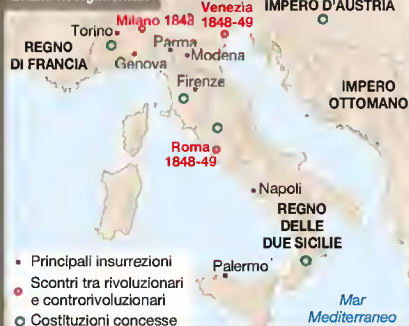 Venezia
1848-49
IMPERO D'AUSTRIA
Milano 1848
Torino
Parma
Modena
Genova
REGNO
DI FRANCIA
Firenze
IMPERO
OTTOMANO
Roma
1848-49
Napoli
REGNO
DELLE
DUE SICILIE
Palermo
Principali insurrezioni
Scontri tra rivoluzionari
e controrivoluzionari
Costituzioni concesse
Mar
Mediterraneo